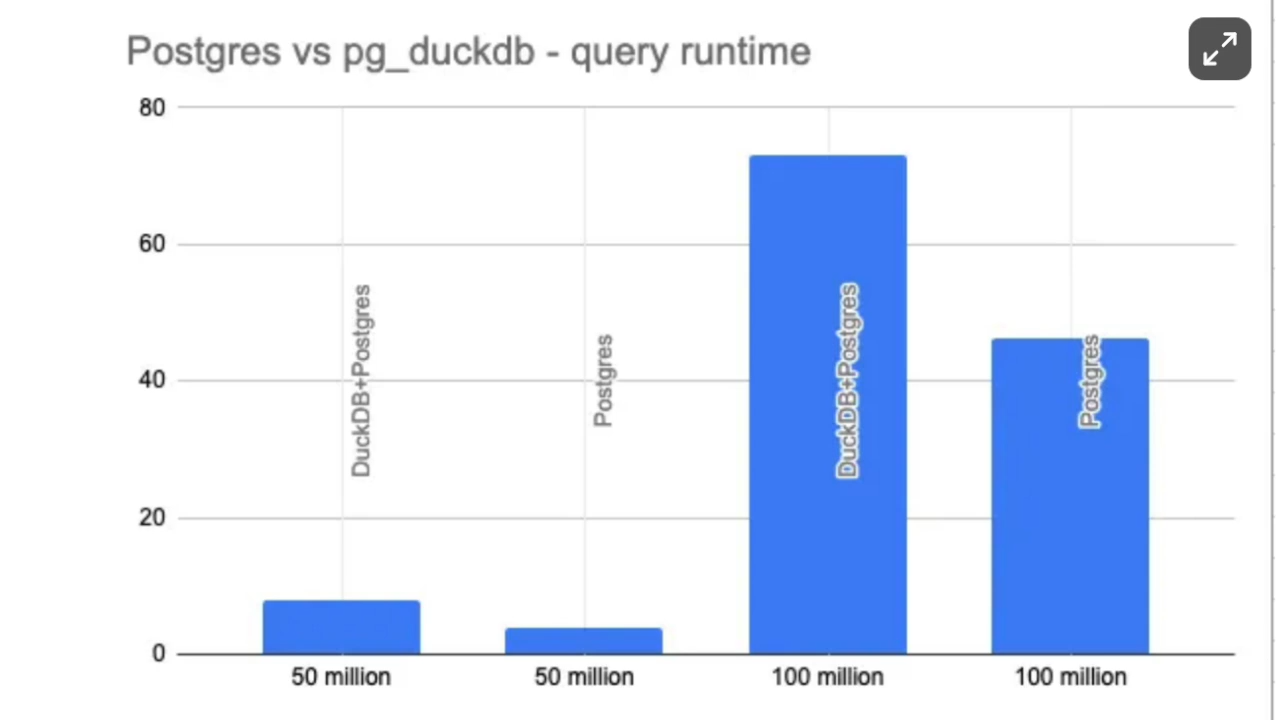 Postgres vs pg_duckdb - query runtime
80
60
40
20
0
DuckDB+Postgres
Postgres
DuckDB+Postgres
Postgres
50 million
50 million
100 million
100 million